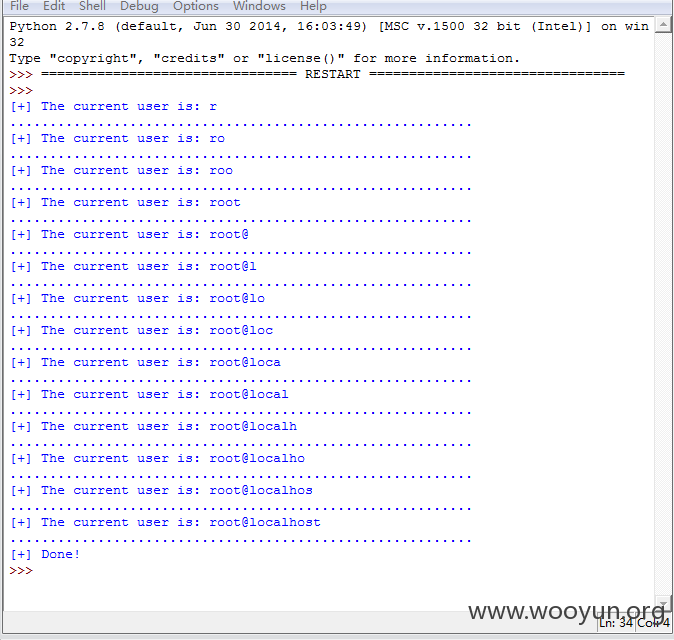 File Edit Shell Debug Options Windows Help
Python 2.7.8 (default, Jun 30 2014, 16:03:49) [MSC v.1500 32 bit (Intel)] on win
32
Type "copyright", "credits" or "license()" for more information.
>>> ================================ RESTART ================================
>>>
[+] The current user is: r
..........................................................
[+] The current user is: ro
..........................................................
[+] The current user is: roo
..........................................................
[+] The current user is: root
..........................................................
[+] The current user is: root@
..........................................................
[+] The current user is: root@l
..........................................................
[+] The current user is: root@lo
..........................................................
[+] The current user is: root@loc
..........................................................
[+] The current user is: root@loca
..........................................................
[+] The current user is: root@local
..........................................................
[+] The current user is: root@localh
..........................................................
[+] The current user is: root@localho
..........................................................
[+] The current user is: root@localhos
..........................................................
[+] The current user is: root@localhost
..........................................................
[+] Done!
>>>
www.wooyun.org
Ln: 34 Col: 4